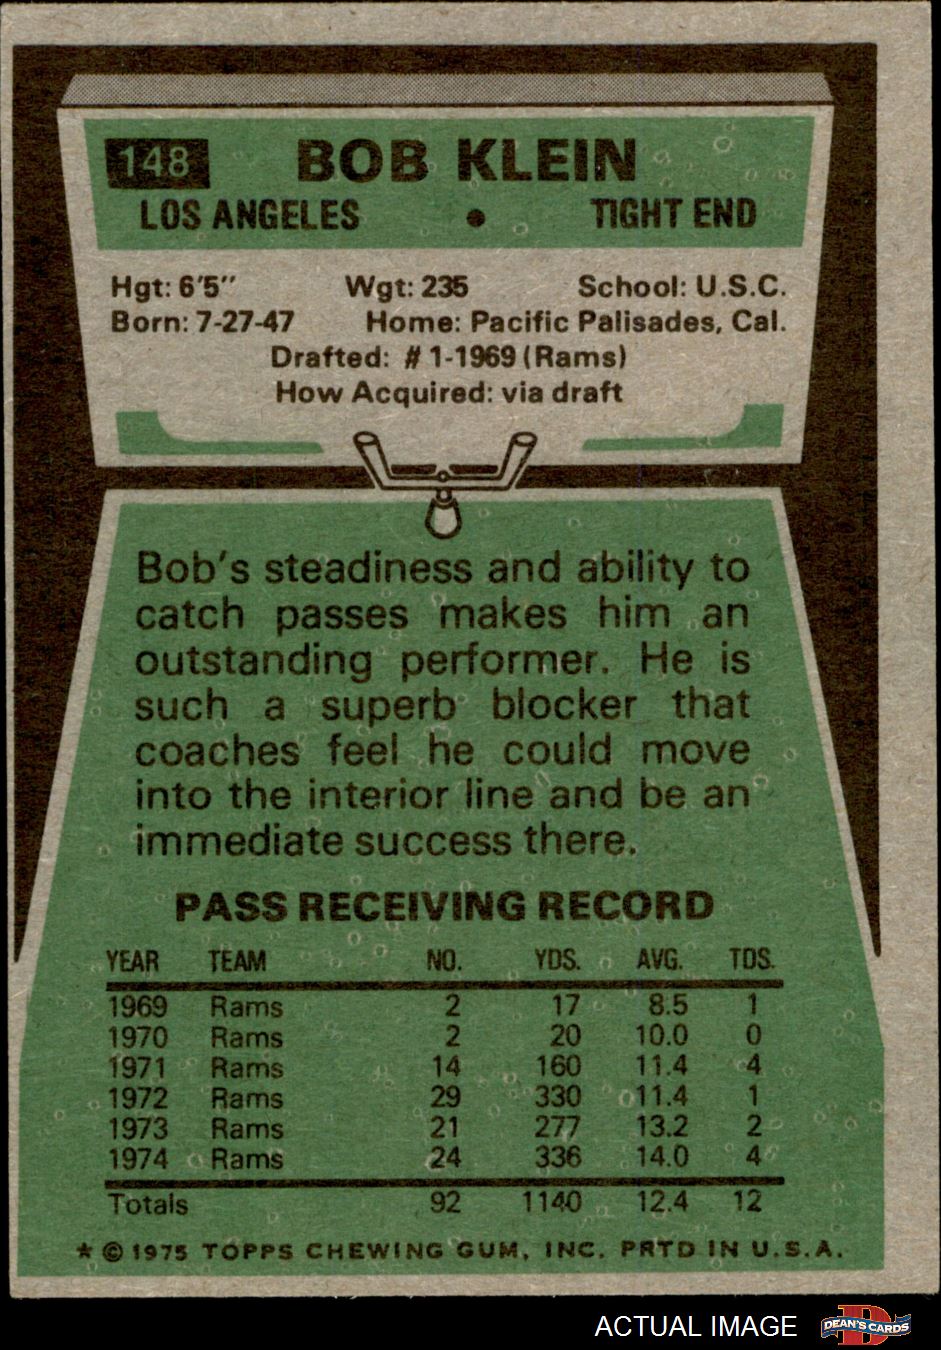 148 BOB KLEIN
LOS ANGELES • TIGHT END
Hgt: 6'5" Wgt: 235 School: U.S.C.
Born: 7-27-47 Home: Pacific Palisades, Cal.
Drafted: #1-1969 (Rams)
How Acquired: via draft
Bob's steadiness and ability to
catch passes makes him an
outstanding performer. He is
such a superb blocker that
coaches feel he could move
into the interior line and be an
immediate success there.
PASS RECEIVING RECORD
YEAR TEAM NO. YDS. AVG. TDS.
1969 Rams 2 17 8.5 1
1970 Rams 2 20 10.0 0
1971 Rams 14 160 11.4 4
1972 Rams 29 330 11.4 1
1973 Rams 21 277 13.2 2
1974 Rams 24 336 14.0 4
Totals 92 1140 12.4 12
* © 1975 TOPPS CHEWING GUM, INC. PRTD IN U.S.A.
ACTUAL IMAGE D DEAN'S CARDS